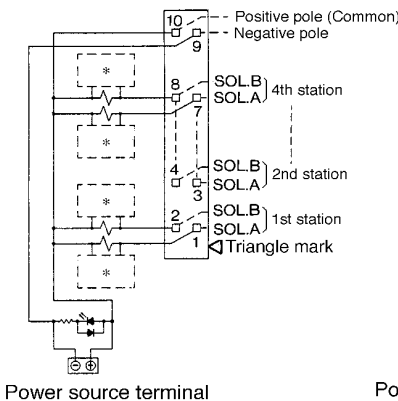 10 Positive pole (Common)
9 Negative pole
*
8 SOL.B
7 SOL.A
4th station
*
4 SOL.B
3 SOL.A
2nd station
*
2 SOL.B
1 SOL.A
1st station
Triangle mark
*
⊖ ⊕
Power source terminal
Po